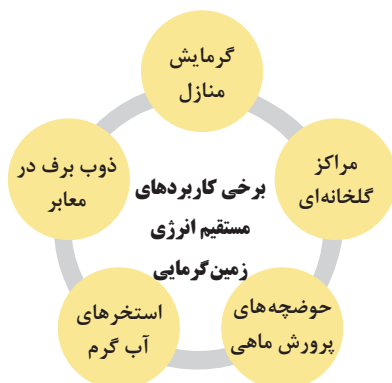 گرمایش
منازل
مراکز
گلخانه‌ای
حوضچه‌های
پرورش ماهی
استخرهای
آب گرم
ذوب برف در
معابر
برخی کاربردهای
مستقیم انرژی
زمین‌گرمایی